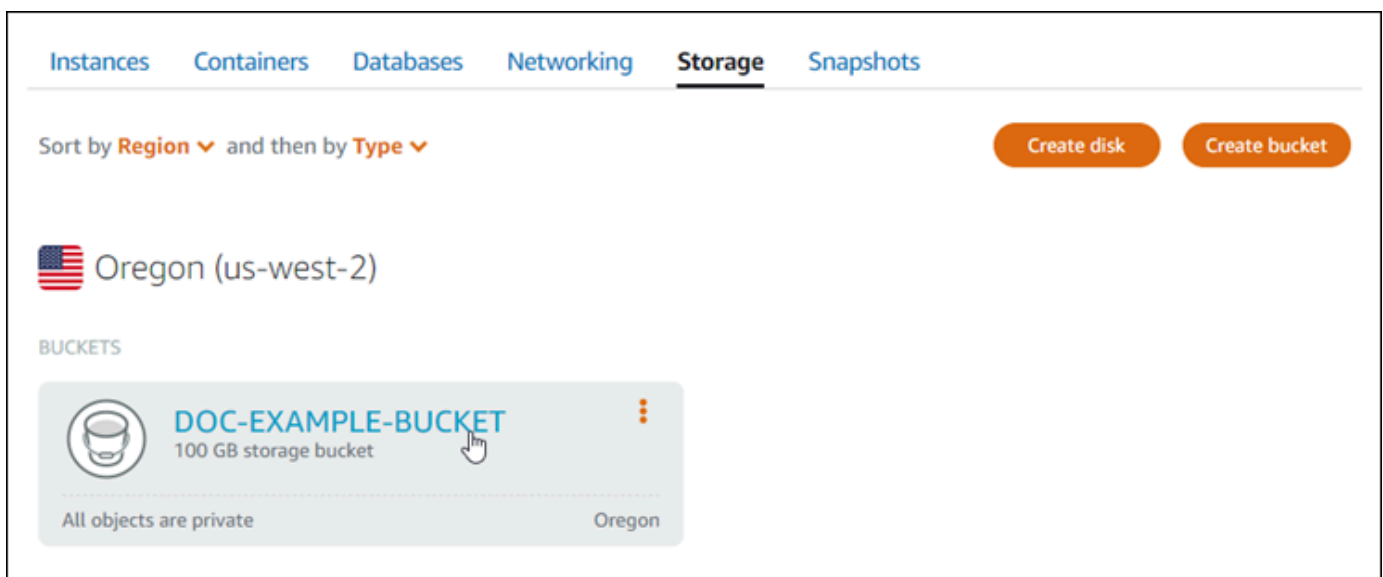 Instances Containers Databases Networking Storage Snapshots
Sort by Region and then by Type Create disk Create bucket
Oregon (us-west-2)
BUCKETS
DOC-EXAMPLE-BUCKET
100 GB storage bucket
All objects are private Oregon